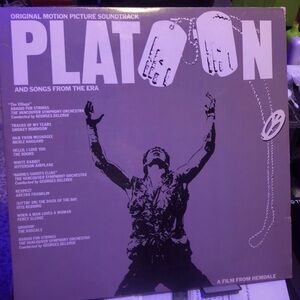 ORIGINAL MOTION PICTURE SOUNDTRACK
PLATOON
AND SONGS FROM THE ERA
"The Village"
ADAGIO FOR STRINGS
THE VANCOUVER SYMPHONY ORCHESTRA
Conducted by GEORGES DELERUE
TRACKS OF MY TEARS
SMOKEY ROBINSON
OKIE FROM MUSKOGEE
MERLE HAGGARD
HELLO, I LOVE YOU
THE DOORS
WHITE RABBIT
JEFFERSON AIRPLANE
"BARNES SHOOTS ELIAS"
THE VANCOUVER SYMPHONY ORCHESTRA
Conducted by GEORGES DELERUE
RESPECT
ARETHA FRANKLIN
(SITTIN' ON) THE DOCK OF THE BAY
OTIS REDDING
WHEN A MAN LOVES A WOMAN
PERCY SLEDGE
GROOVIN'
THE RASCALS
ADAGIO FOR STRINGS
THE VANCOUVER SYMPHONY ORCHESTRA
Conducted by GEORGES DELERUE
A FILM FROM HEMDALE